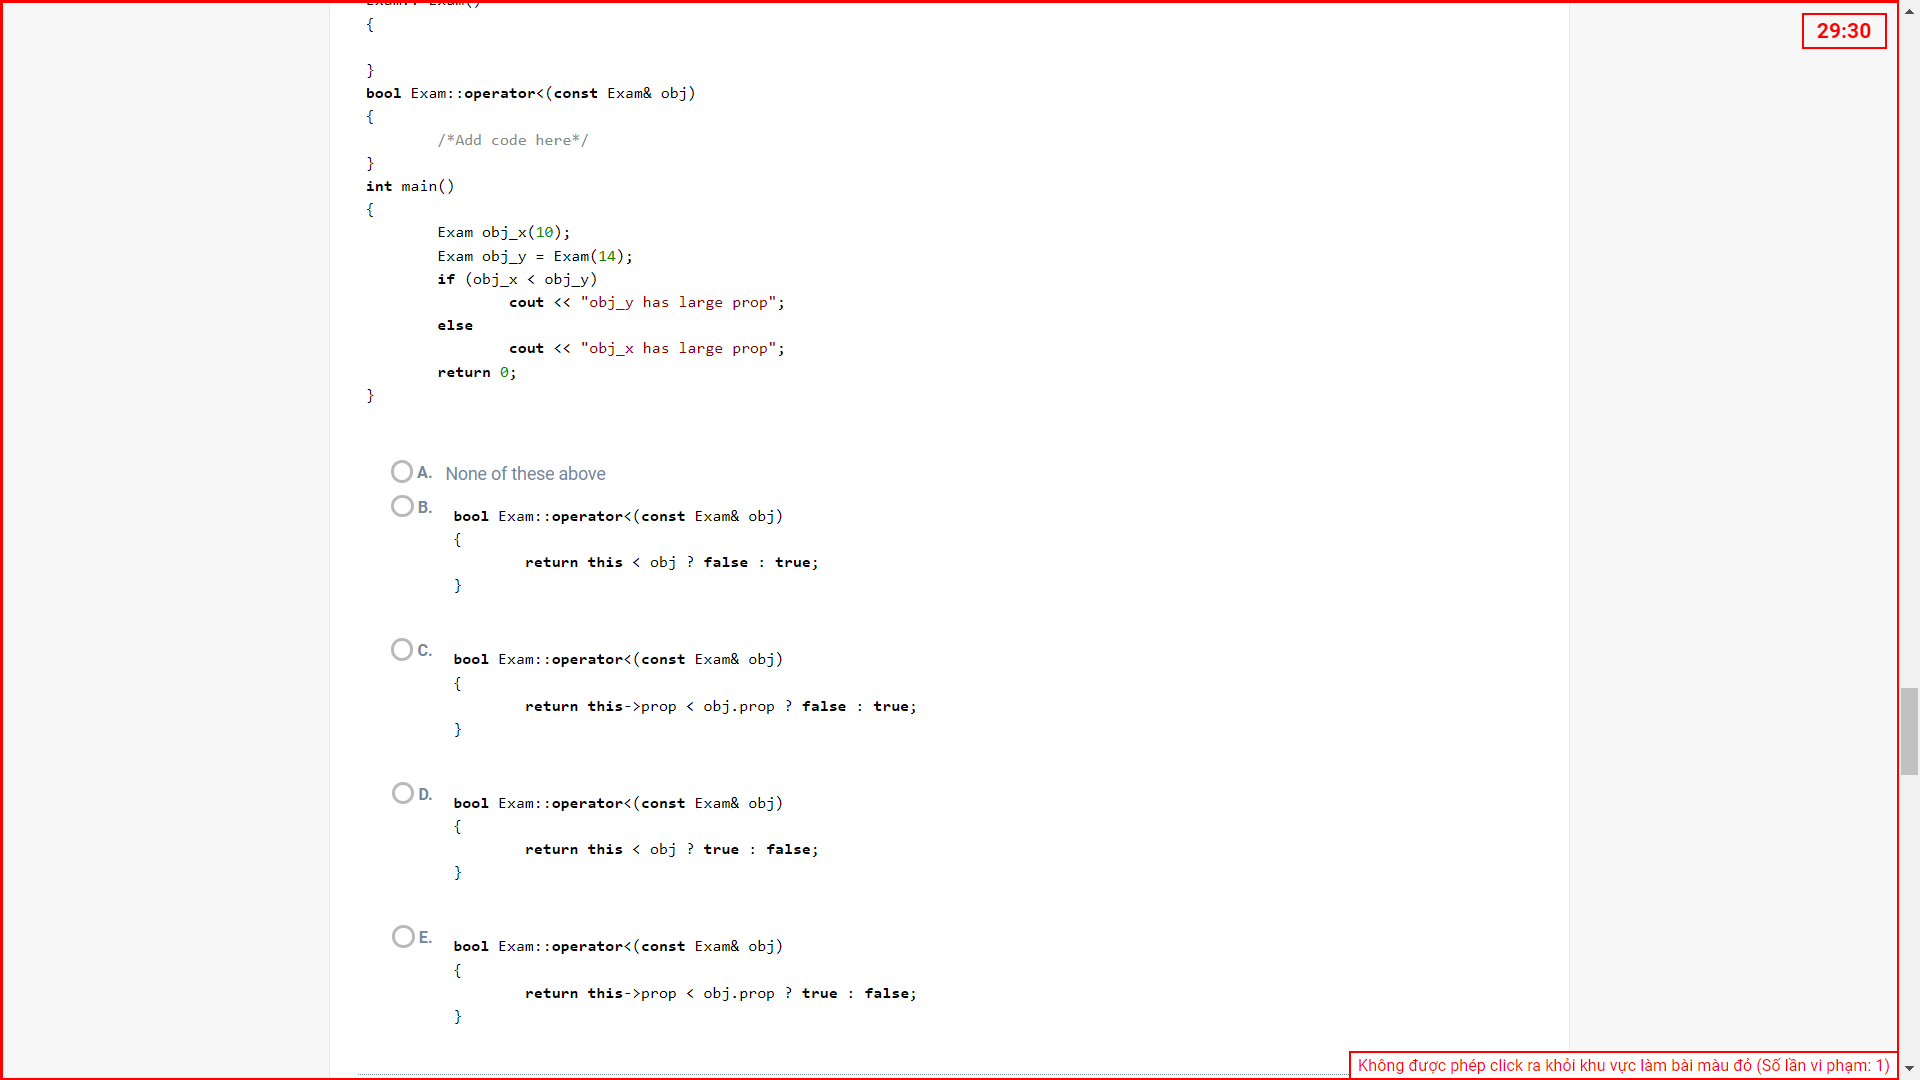 29:30
{
}
bool Exam::operator<(const Exam& obj)
{
/*Add code here*/
}
int main()
{
Exam obj_x(10);
Exam obj_y = Exam(14);
if (obj_x < obj_y)
cout << "obj_y has large prop";
else
cout << "obj_x has large prop";
return 0;
}
A. None of these above
B. bool Exam::operator<(const Exam& obj)
{
return this < obj ? false : true;
}
C. bool Exam::operator<(const Exam& obj)
{
return this->prop < obj.prop ? false : true;
}
D. bool Exam::operator<(const Exam& obj)
{
return this < obj ? true : false;
}
E. bool Exam::operator<(const Exam& obj)
{
return this->prop < obj.prop ? true : false;
}
Không được phép click ra khỏi khu vực làm bài màu đỏ (Số lần vi phạm: 1)